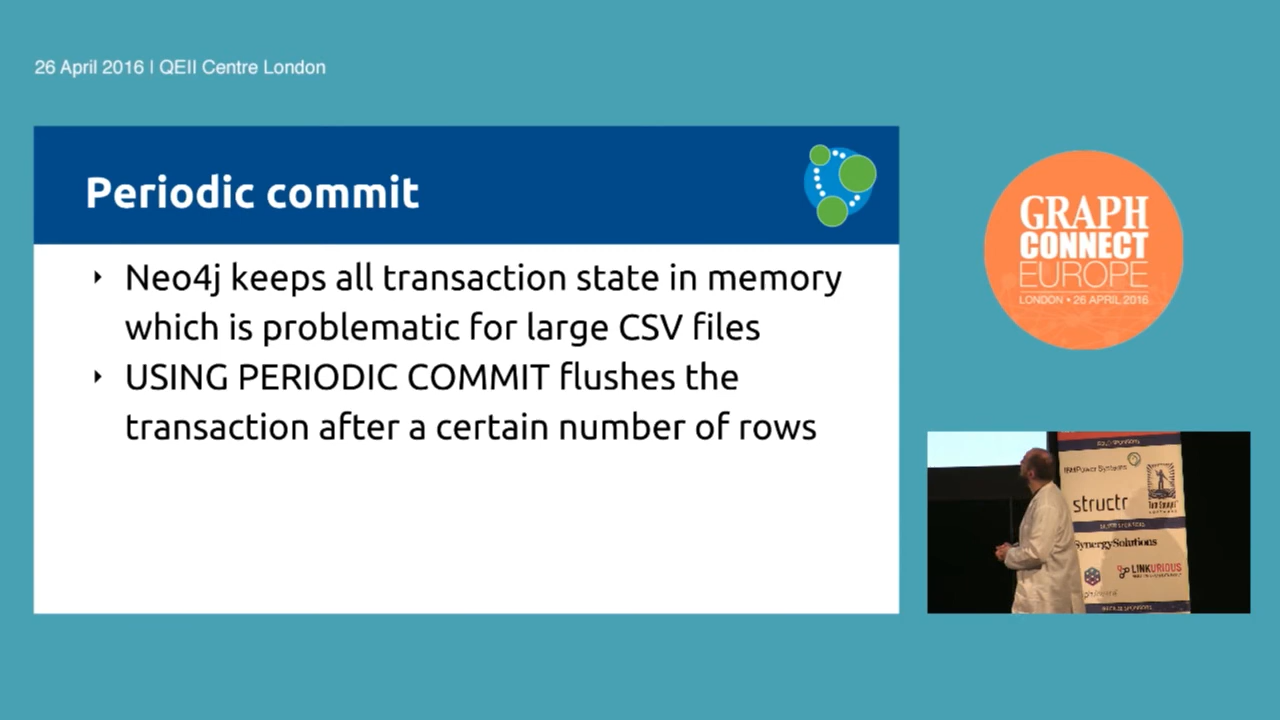 26 April 2016 | QEII Centre London
Periodic commit
‣ Neo4j keeps all transaction state in memory
which is problematic for large CSV files
‣ USING PERIODIC COMMIT flushes the
transaction after a certain number of rows
GRAPH
CONNECT
EUROPE
LONDON • 26 APRIL 2016
structr
SynergySolutions
LINKURIOUS